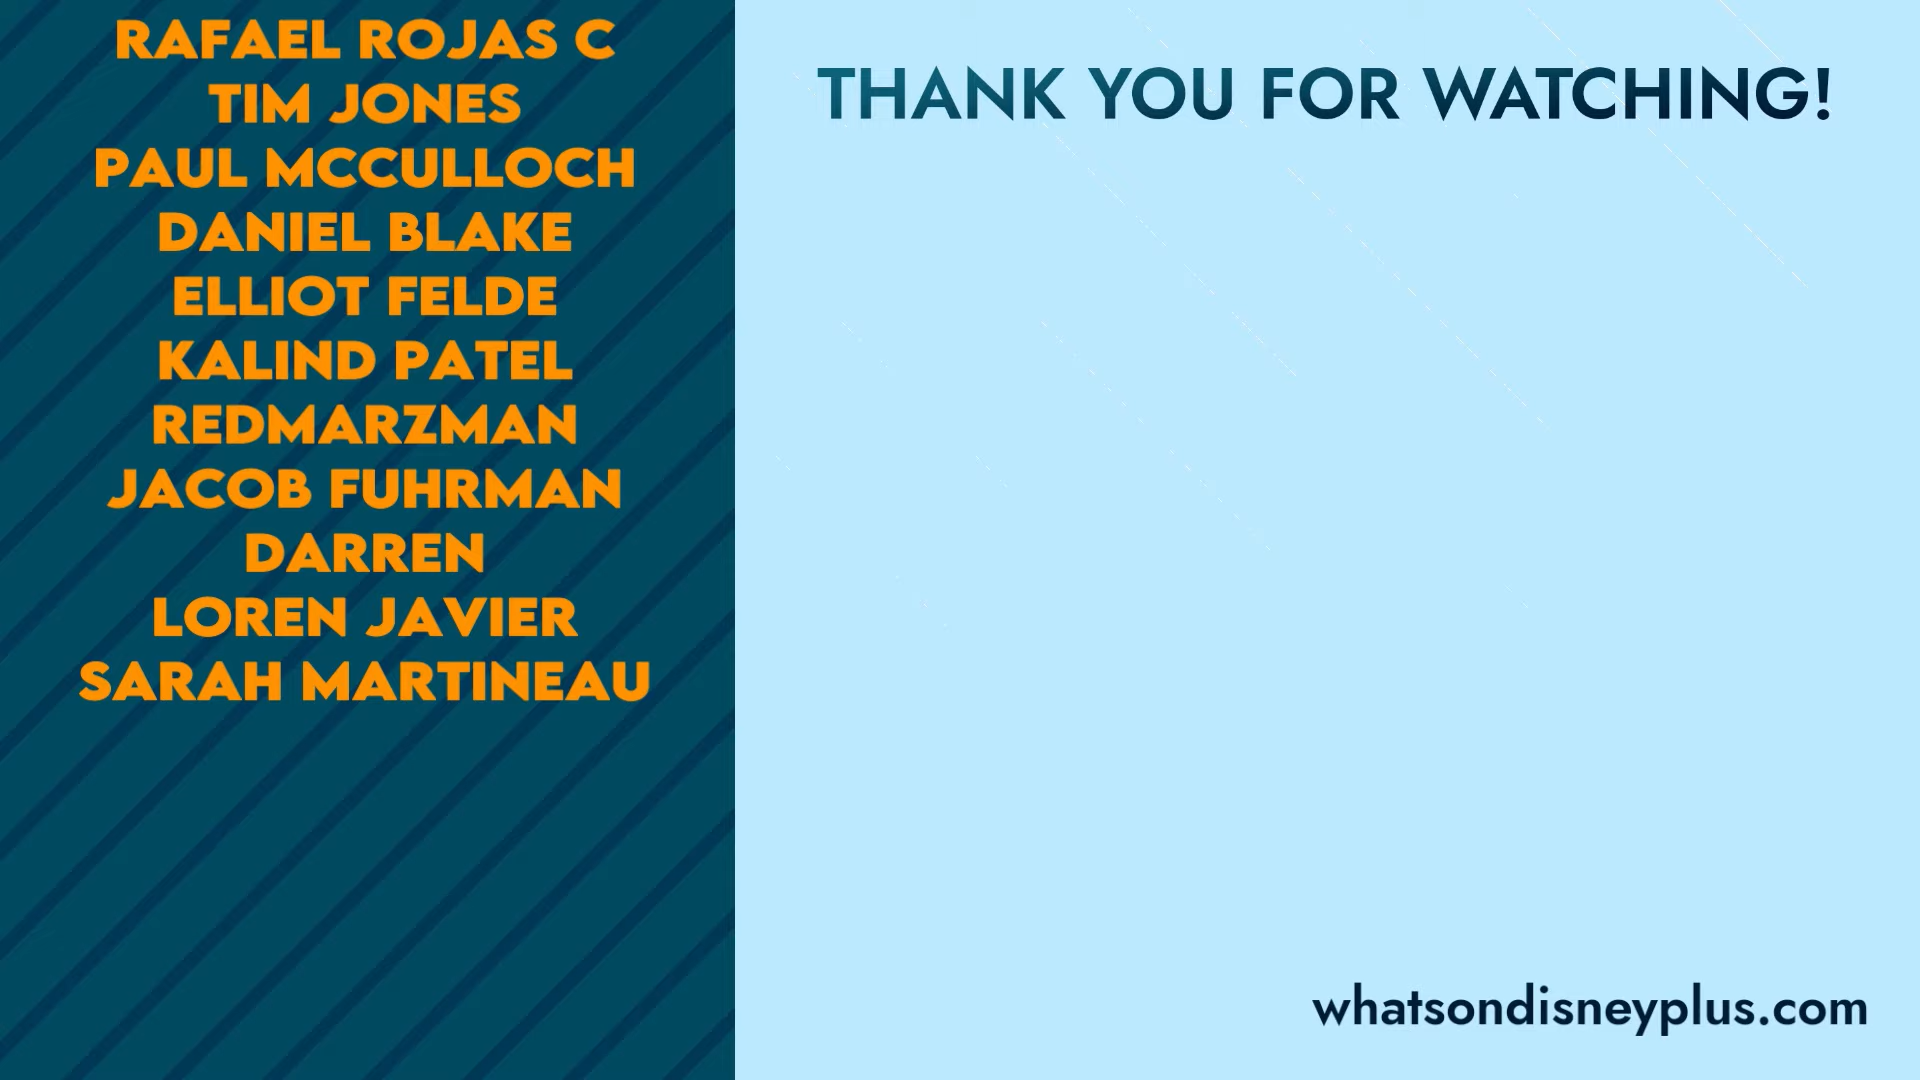 RAFAEL ROJAS C
TIM JONES
PAUL MCCULLOCH
DANIEL BLAKE
ELLIOT FELDE
KALIND PATEL
REDMARZMAN
JACOB FUHRMAN
DARREN
LOREN JAVIER
SARAH MARTINEAU
THANK YOU FOR WATCHING!
whatsondisneyplus.com